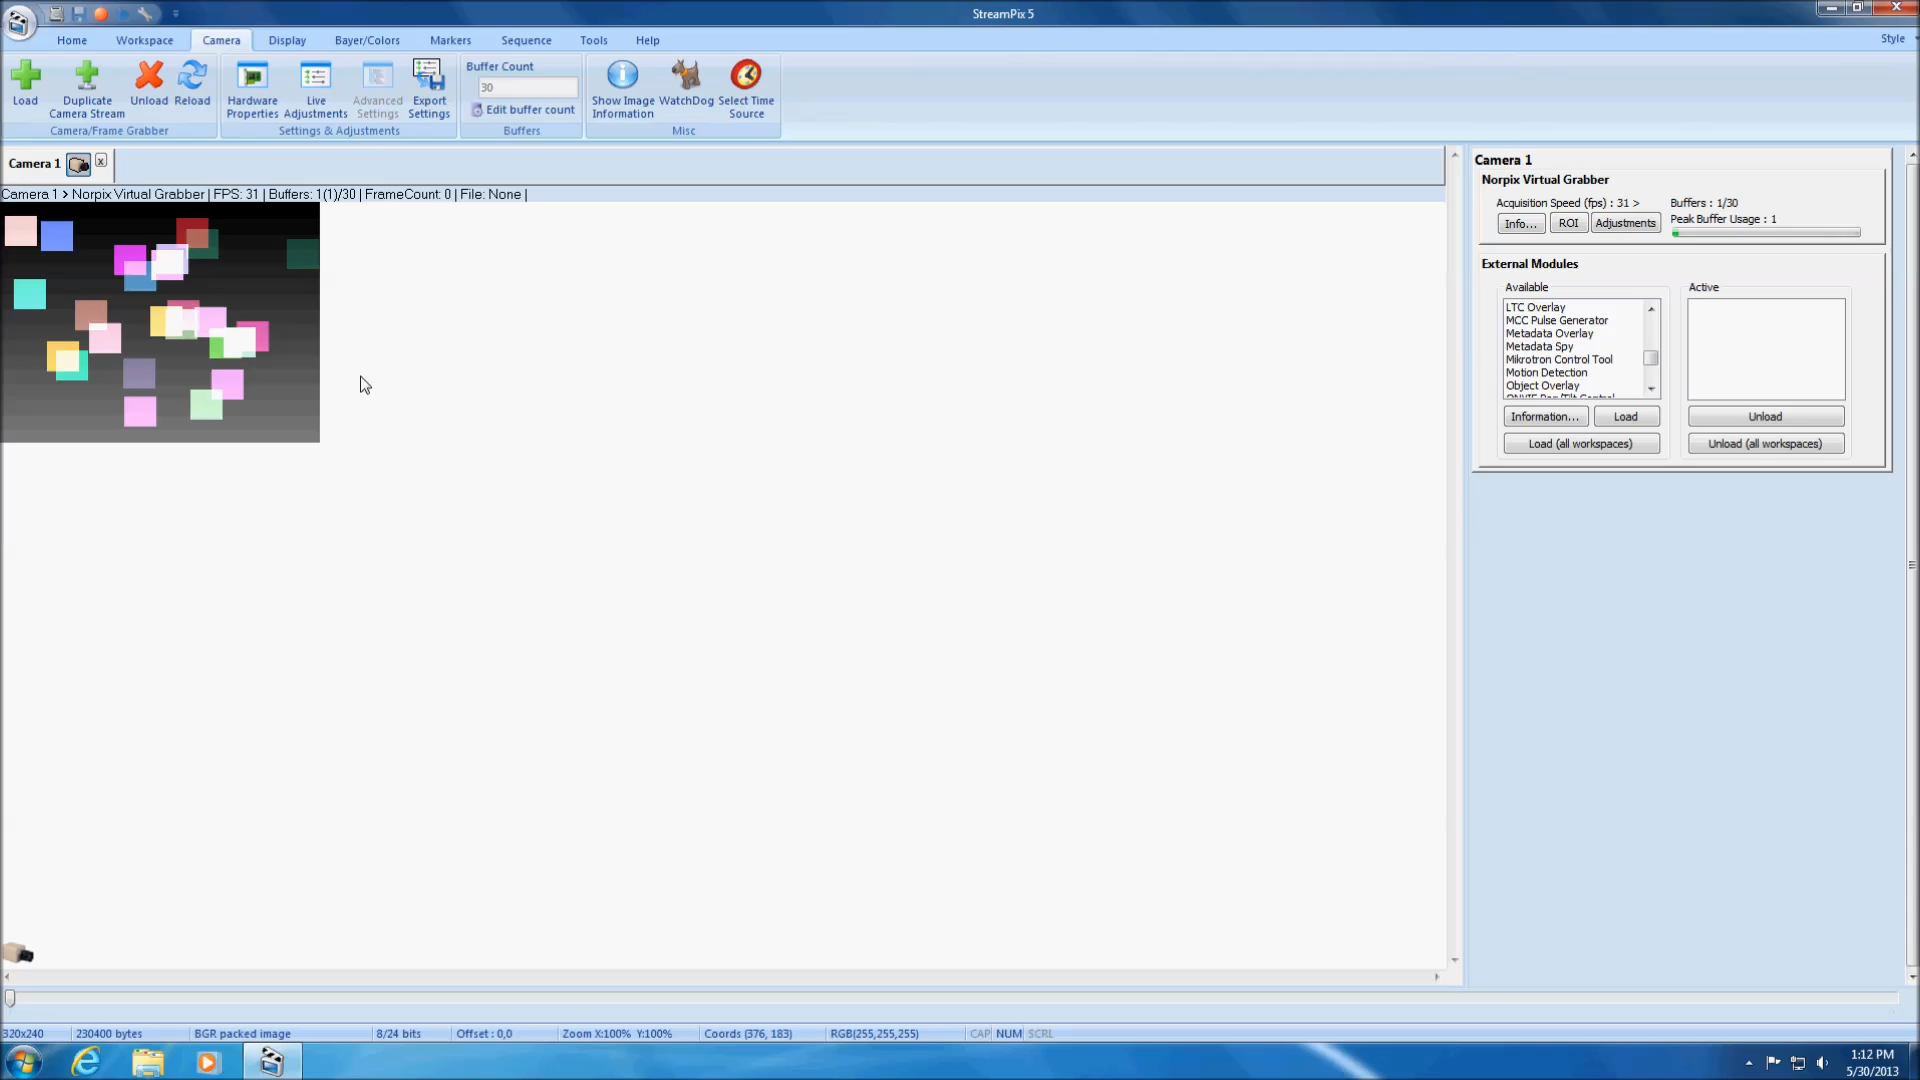 StreamPix 5
Home Workspace Camera Display Bayer/Colors Markers Sequence Tools Help Style
Load
Duplicate Camera Stream
Unload
Reload
Camera/Frame Grabber
Hardware Properties
Live Adjustments
Advanced Settings
Export Settings
Settings & Adjustments
Buffer Count
30
Edit buffer count
Buffers
Show Image Information
WatchDog
Select Time Source
Misc
Camera 1 x
Camera 1 > Norpix Virtual Grabber | FPS: 31 | Buffers: 1(1)/30 | FrameCount: 0 | File: None |
Camera 1
Norpix Virtual Grabber
Acquisition Speed (fps) : 31 >
Buffers : 1/30
Info... ROI Adjustments
Peak Buffer Usage : 1
External Modules
Available
LTC Overlay
MCC Pulse Generator
Metadata Overlay
Metadata Spy
Mikrotron Control Tool
Motion Detection
Object Overlay
Information... Load
Load (all workspaces)
Active
Unload
Unload (all workspaces)
320x240 230400 bytes BGR packed image 8/24 bits Offset : 0,0 Zoom X:100% Y:100% Coords (376, 183) RGB(255,255,255) CAP NUM SCRL
1:12 PM
5/30/2013